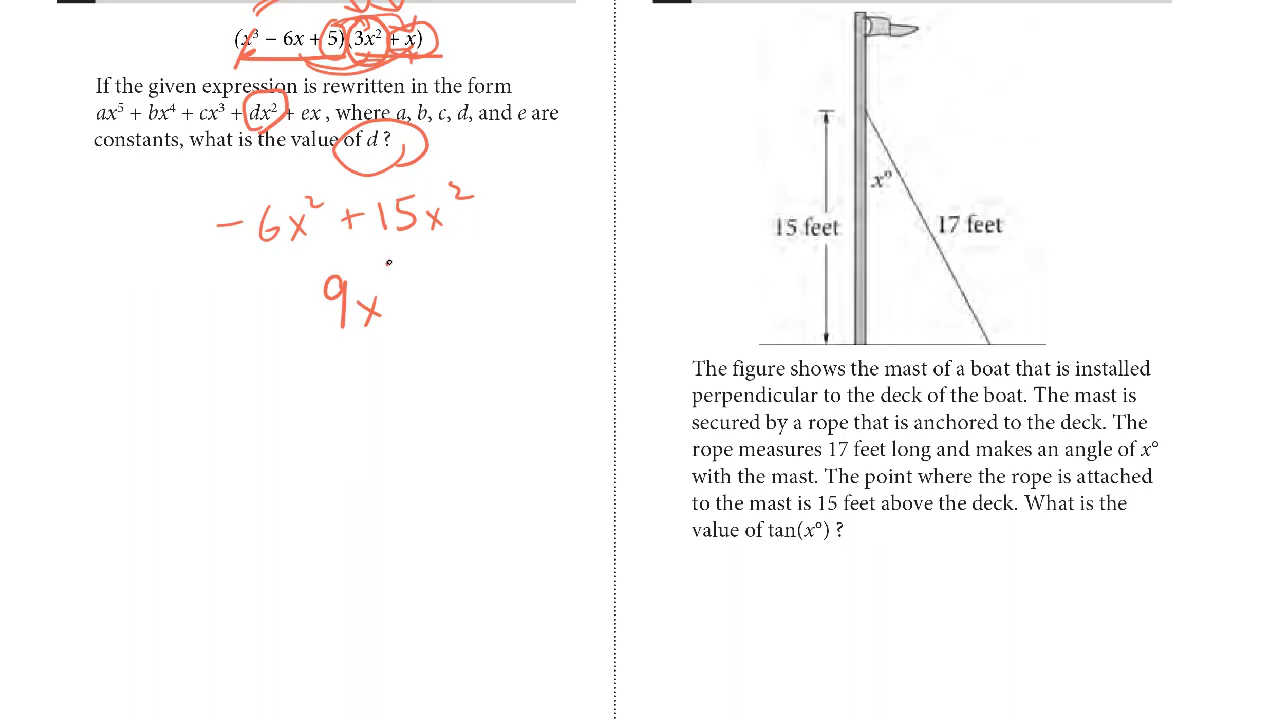 (x³ − 6x + 5)(3x² + x)
If the given expression is rewritten in the form
ax⁵ + bx⁴ + cx³ + dx² + ex, where a, b, c, d, and e are
constants, what is the value of d ?
− 6x² + 15x²
9x
x°
15 feet
17 feet
The figure shows the mast of a boat that is installed
perpendicular to the deck of the boat. The mast is
secured by a rope that is anchored to the deck. The
rope measures 17 feet long and makes an angle of x°
with the mast. The point where the rope is attached
to the mast is 15 feet above the deck. What is the
value of tan(x°) ?